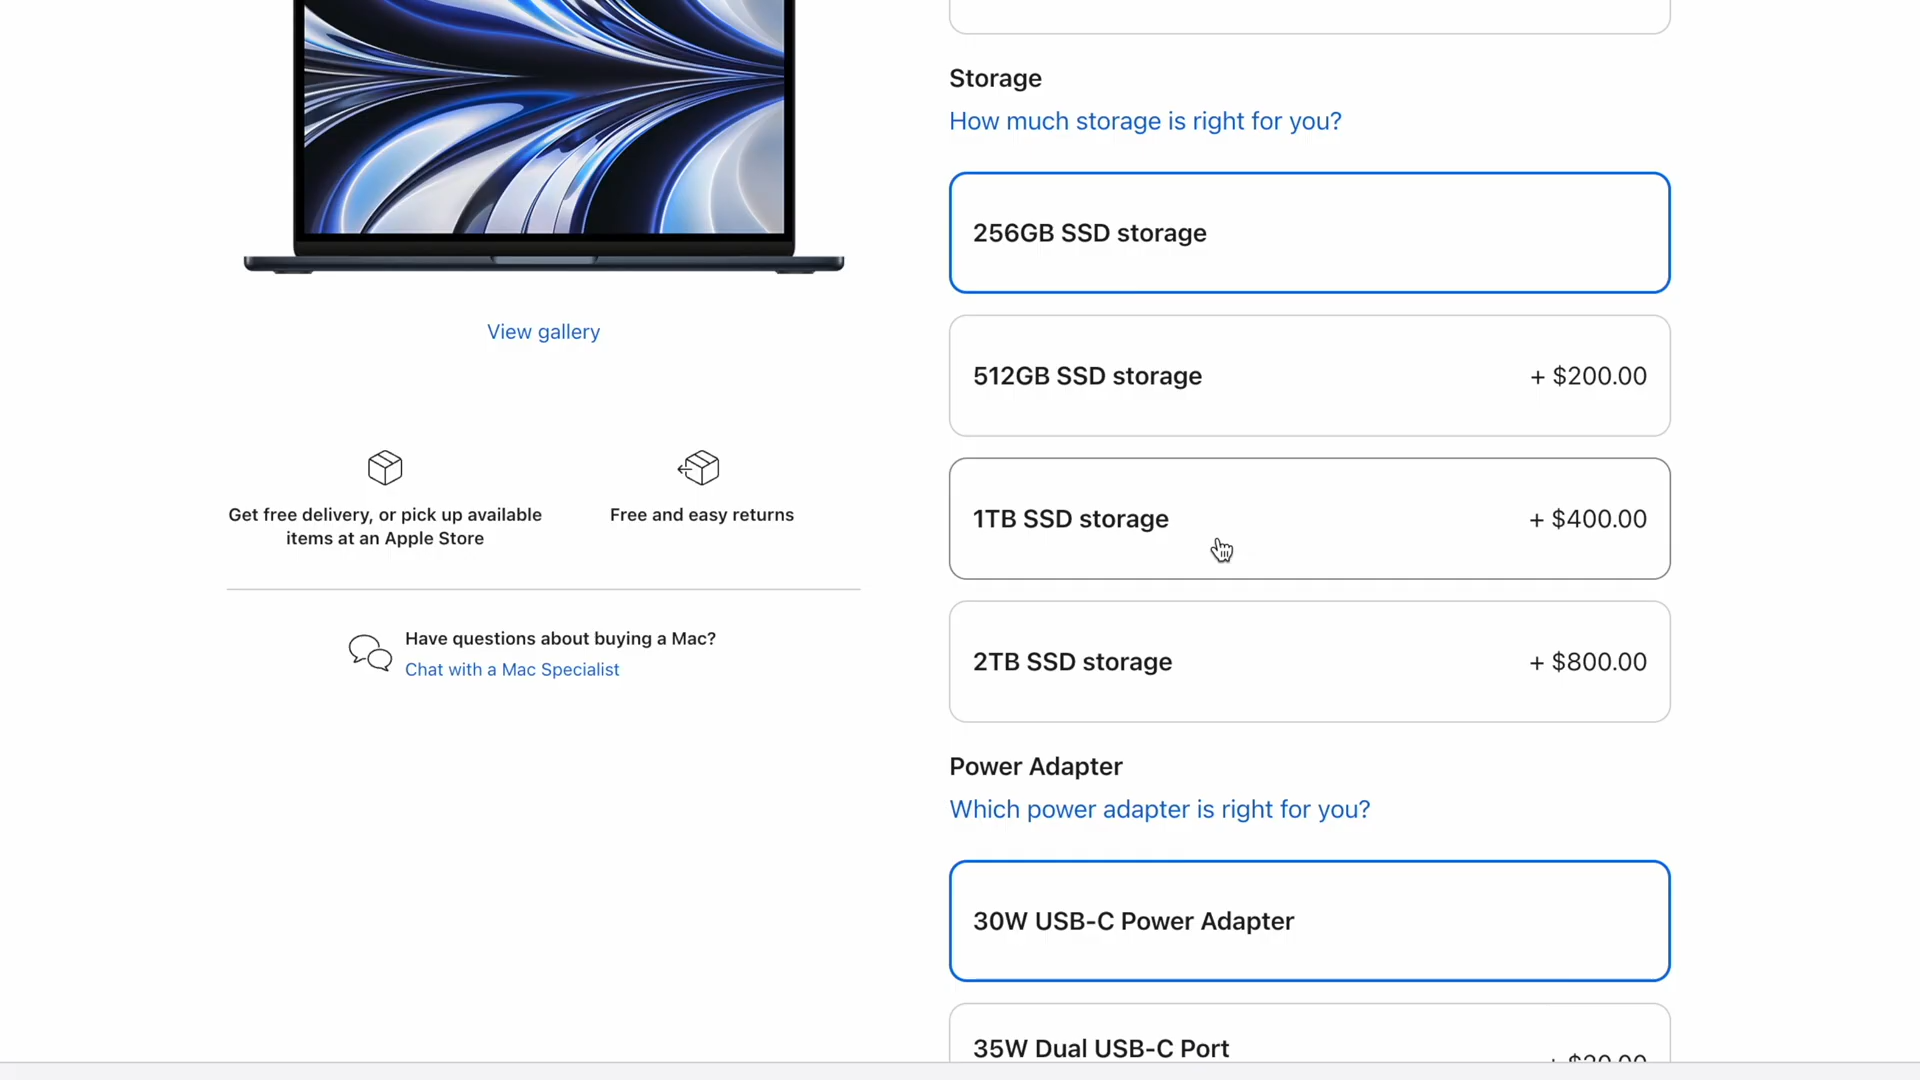 Storage
How much storage is right for you?
256GB SSD storage
512GB SSD storage + $200.00
1TB SSD storage + $400.00
2TB SSD storage + $800.00
Power Adapter
Which power adapter is right for you?
30W USB-C Power Adapter
35W Dual USB-C Port
View gallery
Get free delivery, or pick up available
items at an Apple Store
Free and easy returns
Have questions about buying a Mac?
Chat with a Mac Specialist